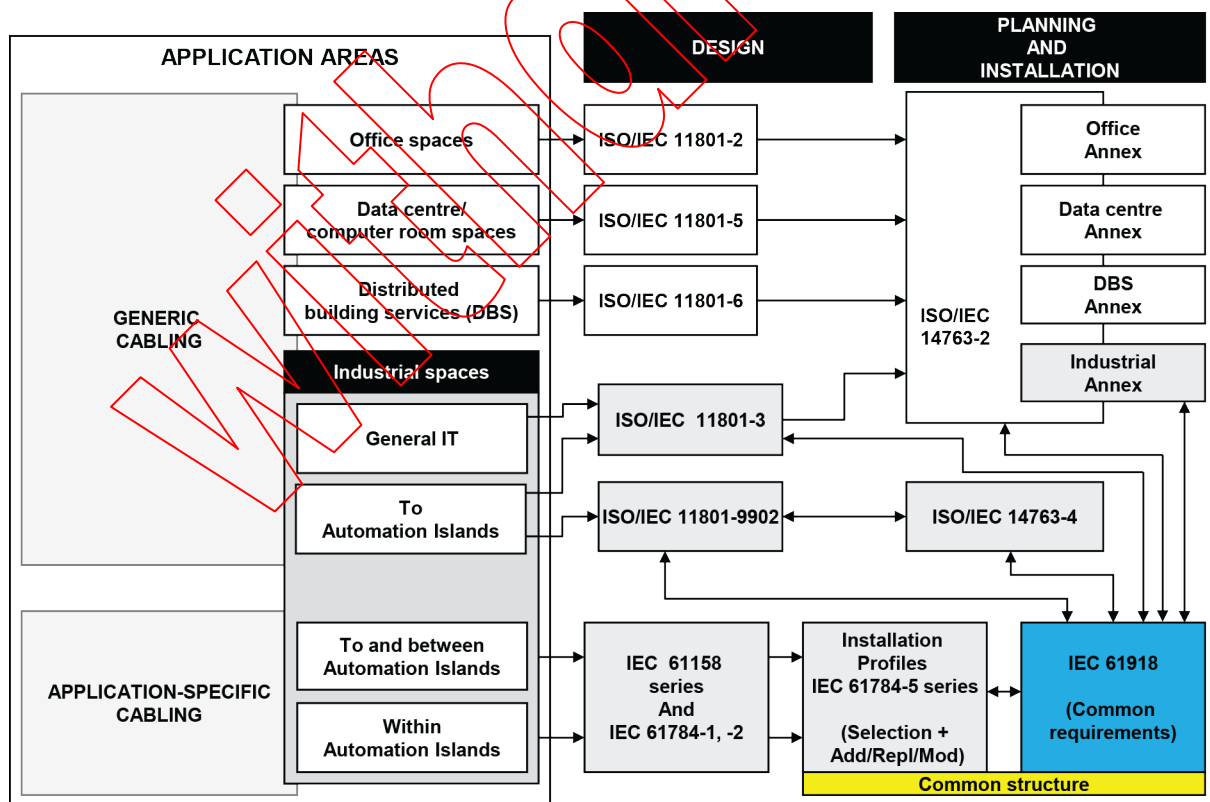 APPLICATION AREAS
DESIGN
PLANNING
AND
INSTALLATION
GENERIC
CABLING
Office spaces
ISO/IEC 11801-2
Office
Annex
Data centre/
computer room spaces
ISO/IEC 11801-5
Data centre
Annex
Distributed
building services (DBS)
ISO/IEC 11801-6
DBS
Annex
ISO/IEC
14763-2
Industrial spaces
Industrial
Annex
General IT
ISO/IEC 11801-3
To
Automation Islands
ISO/IEC 11801-9902
ISO/IEC 14763-4
APPLICATION-SPECIFIC
CABLING
To and between
Automation Islands
Within
Automation Islands
IEC 61158
series
And
IEC 61784-1, -2
Installation
Profiles
IEC 61784-5 series
(Selection +
Add/Repl/Mod)
IEC 61918
(Common
requirements)
Common structure